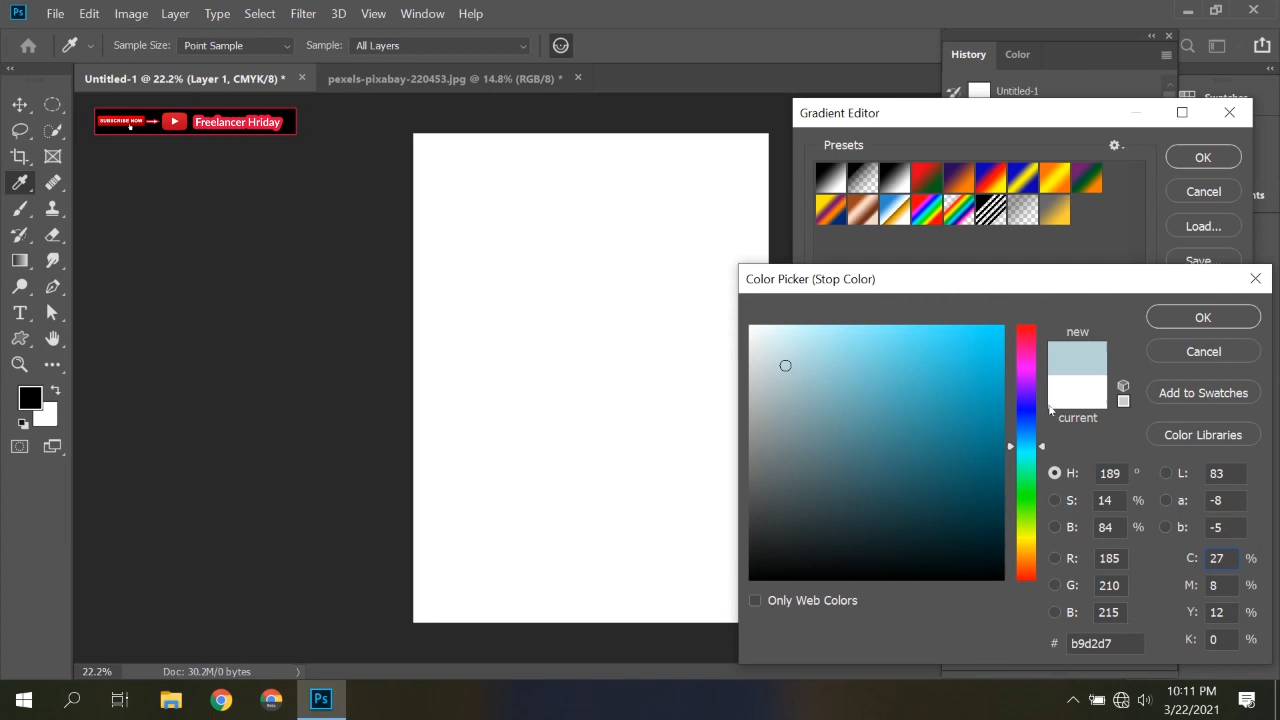 Ps File Edit Image Layer Type Select Filter 3D View Window Help
Sample Size: Point Sample Sample: All Layers
Untitled-1 @ 22.2% (Layer 1, CMYK/8) * pexels-pixabay-220453.jpg @ 14.8% (RGB/8) *
History Color
Untitled-1
SUBSCRIBE NOW Freelancer Hriday
Gradient Editor
Presets
OK
Cancel
Load...
Save...
Color Picker (Stop Color)
new
current
OK
Cancel
Add to Swatches
Color Libraries
H: 189 ° L: 83
S: 14 % a: -8
B: 84 % b: -5
R: 185 C: 27 %
G: 210 M: 8 %
B: 215 Y: 12 %
# b9d2d7 K: 0 %
Only Web Colors
22.2% Doc: 30.2M/0 bytes
Ps
10:11 PM
3/22/2021